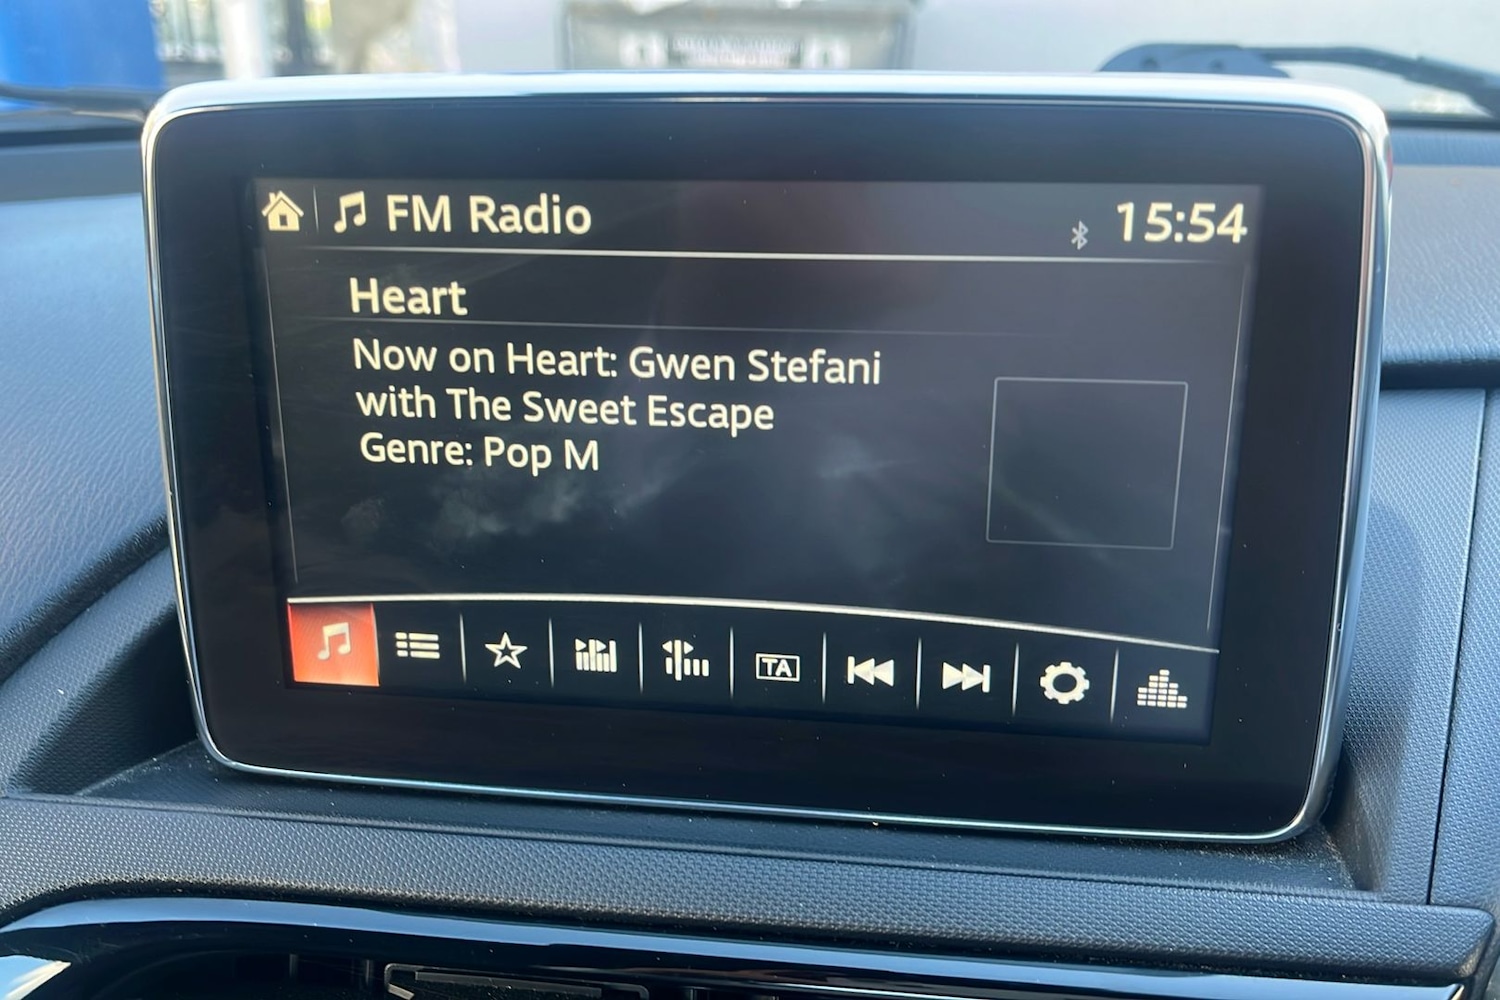 FM Radio
15:54
Heart
Now on Heart: Gwen Stefani
with The Sweet Escape
Genre: Pop M
TA